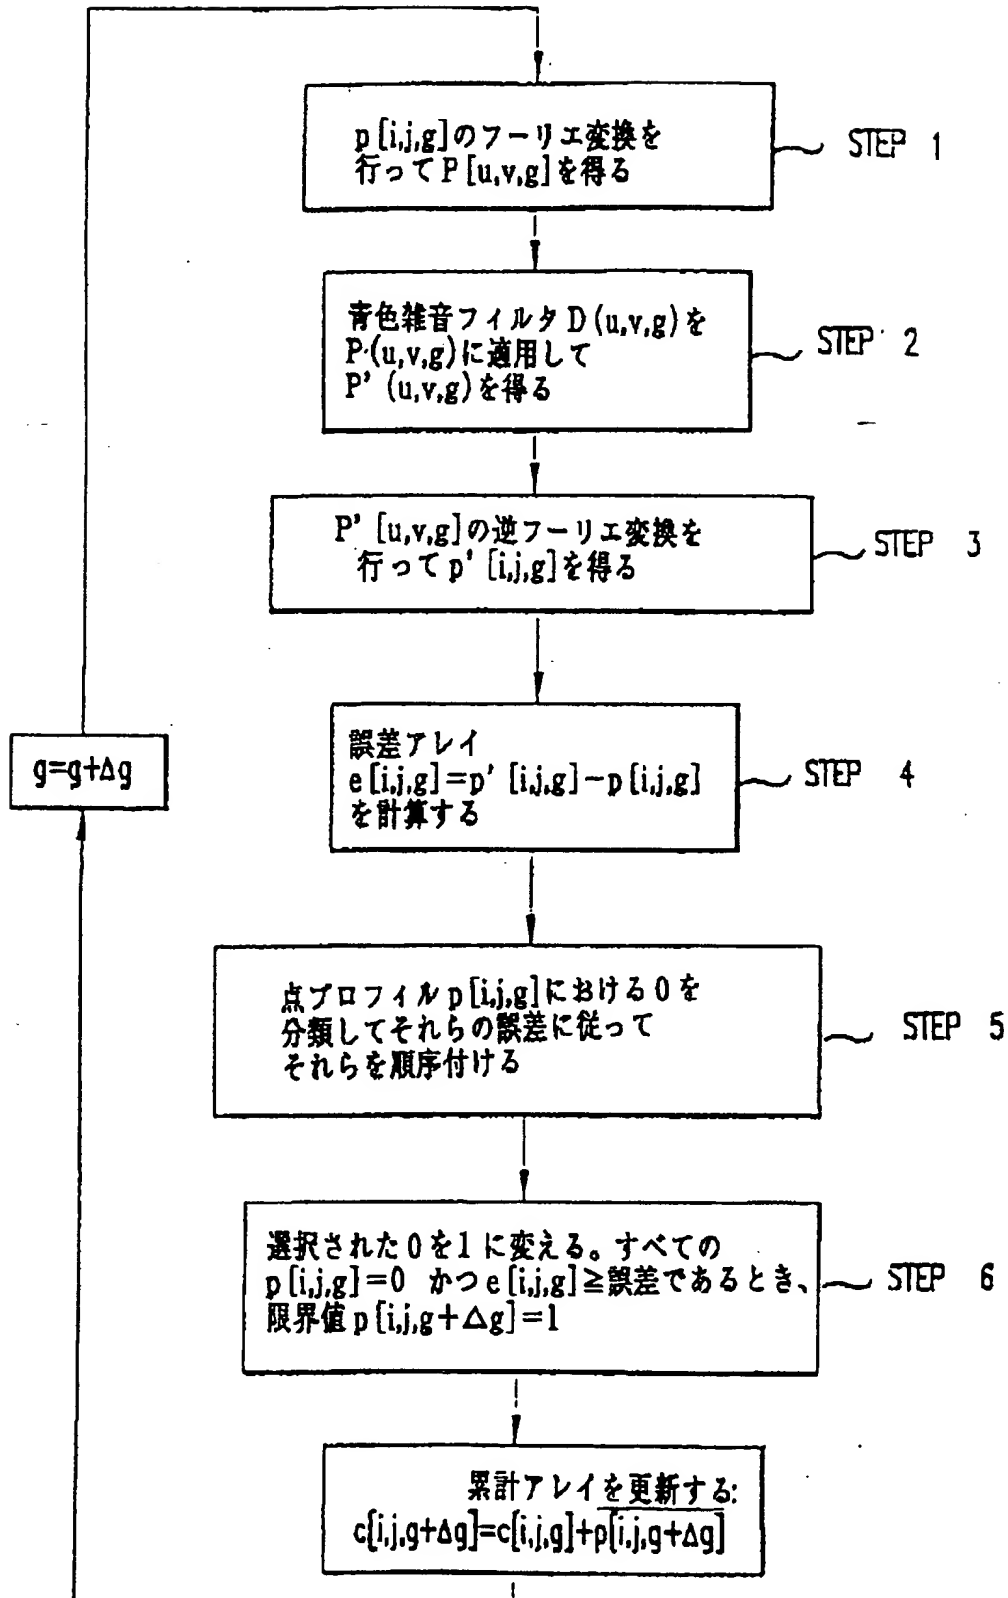 p[i,j,g]のフーリエ変換を
行ってP[u,v,g]を得る
STEP 1
青色雑音フィルタD(u,v,g)を
P(u,v,g)に適用して
P'(u,v,g)を得る
STEP 2
P'[u,v,g]の逆フーリエ変換を
行ってp'[i,j,g]を得る
STEP 3
g=g+Δg
誤差アレイ
e[i,j,g]=p'[i,j,g]-p[i,j,g]
を計算する
STEP 4
点プロフィルp[i,j,g]における0を
分類してそれらの誤差に従って
それらを順序付ける
STEP 5
選択された0を1に変える。すべての
p[i,j,g]=0 かつe[i,j,g]≧誤差であるとき、
限界値p[i,j,g+△g]=1
STEP 6
累計アレイを更新する:
c[i,j,g+Δg]=c[i,j,g]+p̅[̅i̅,̅j̅,̅g̅+̅Δ̅g̅]̅